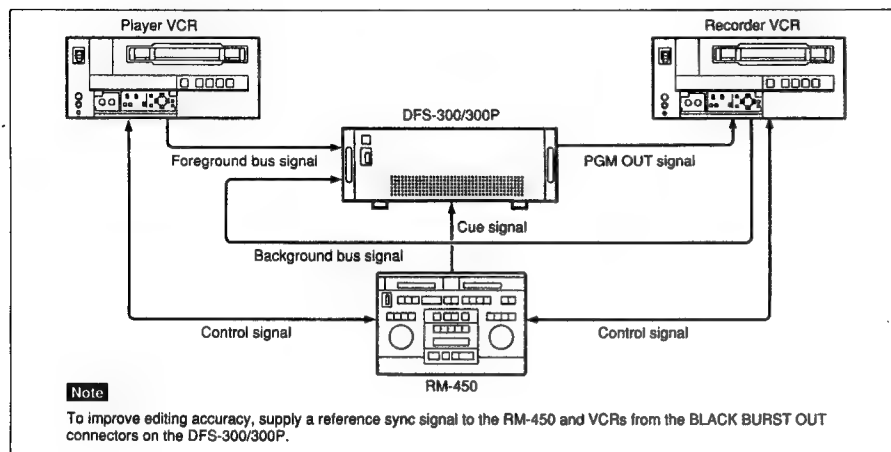 Player VCR
Recorder VCR
DFS-300/300P
Foreground bus signal
PGM OUT signal
Cue signal
Background bus signal
Control signal
Control signal
RM-450
Note
To improve editing accuracy, supply a reference sync signal to the RM-450 and VCRs from the BLACK BURST OUT
connectors on the DFS-300/300P.